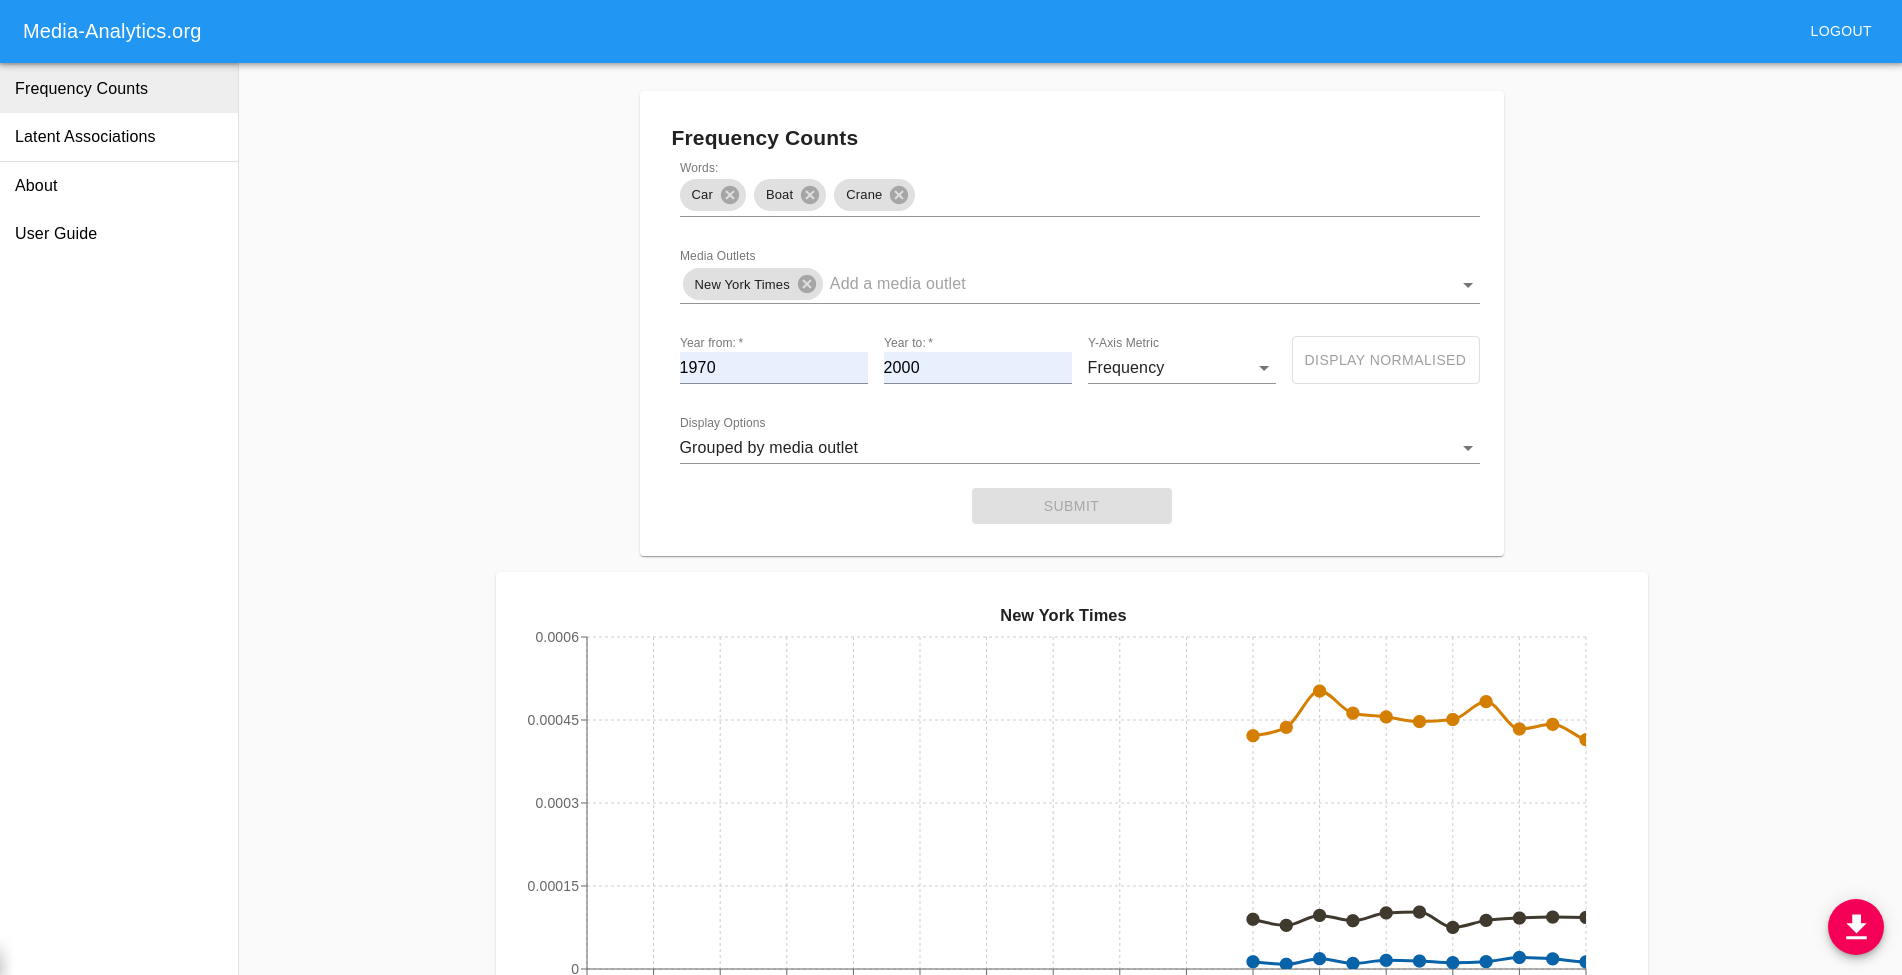 Media-Analytics.org
LOGOUT
Frequency Counts
Latent Associations
About
User Guide
Frequency Counts
Words:
Car Boat Crane
Media Outlets
New York Times Add a media outlet
Year from: * Year to: * Y-Axis Metric
1970 2000 Frequency DISPLAY NORMALISED
Display Options
Grouped by media outlet
SUBMIT
New York Times
0.0006
0.00045
0.0003
0.00015
0